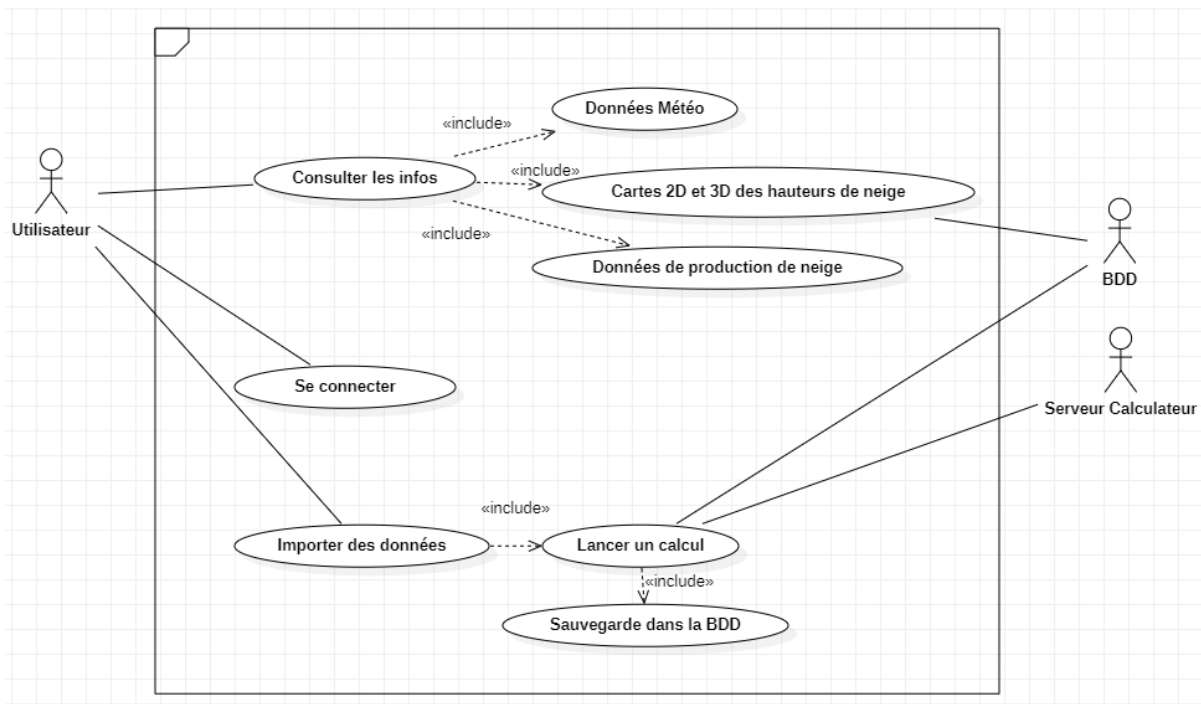 Données Météo
«include»
Consulter les infos
«include»
Cartes 2D et 3D des hauteurs de neige
Utilisateur
«include»
Données de production de neige
BDD
Se connecter
Serveur Calculateur
«include»
Importer des données
Lancer un calcul
«include»
Sauvegarde dans la BDD